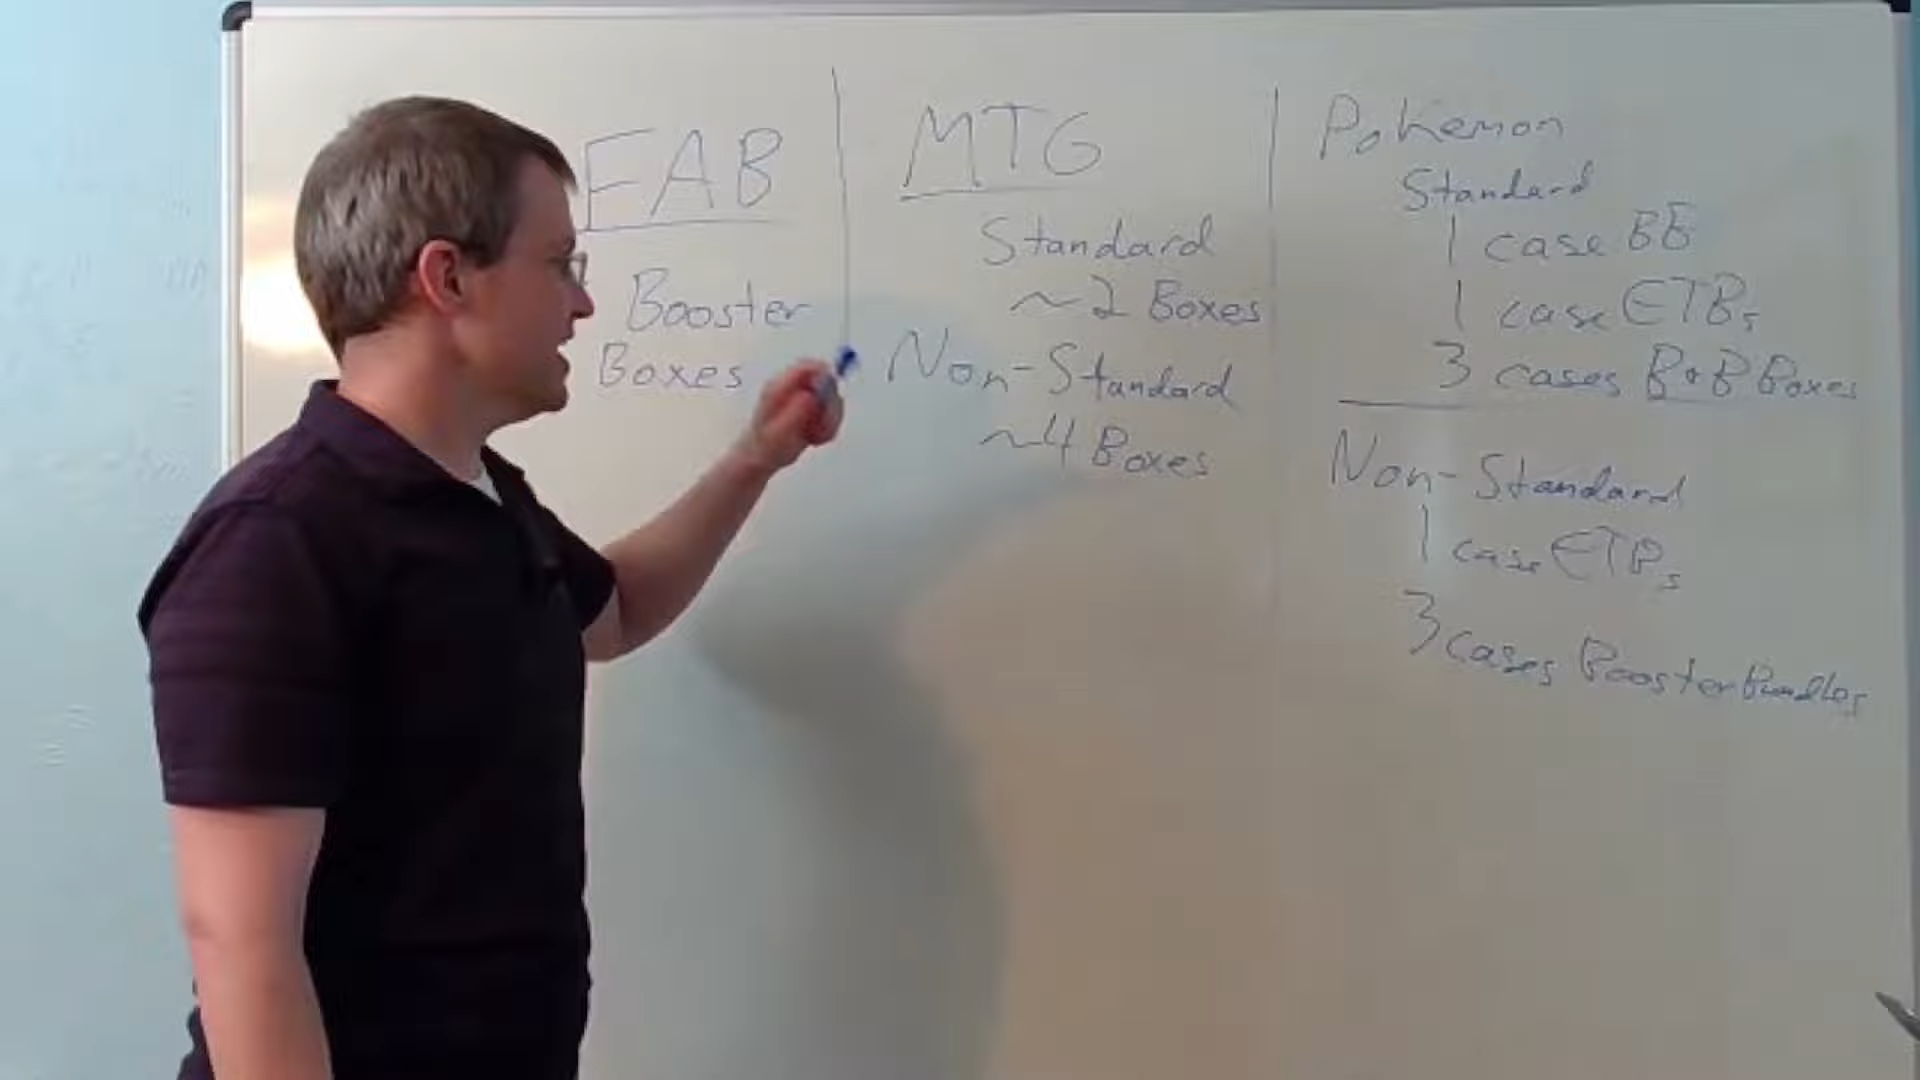 FAB
Booster
Boxes
MTG
Standard
~2 Boxes
Non-Standard
~4 Boxes
Pokemon
Standard
1 case BB
1 case ETBs
3 cases B+B Boxes
Non-Standard
1 case ETBs
3 cases Booster Bundles